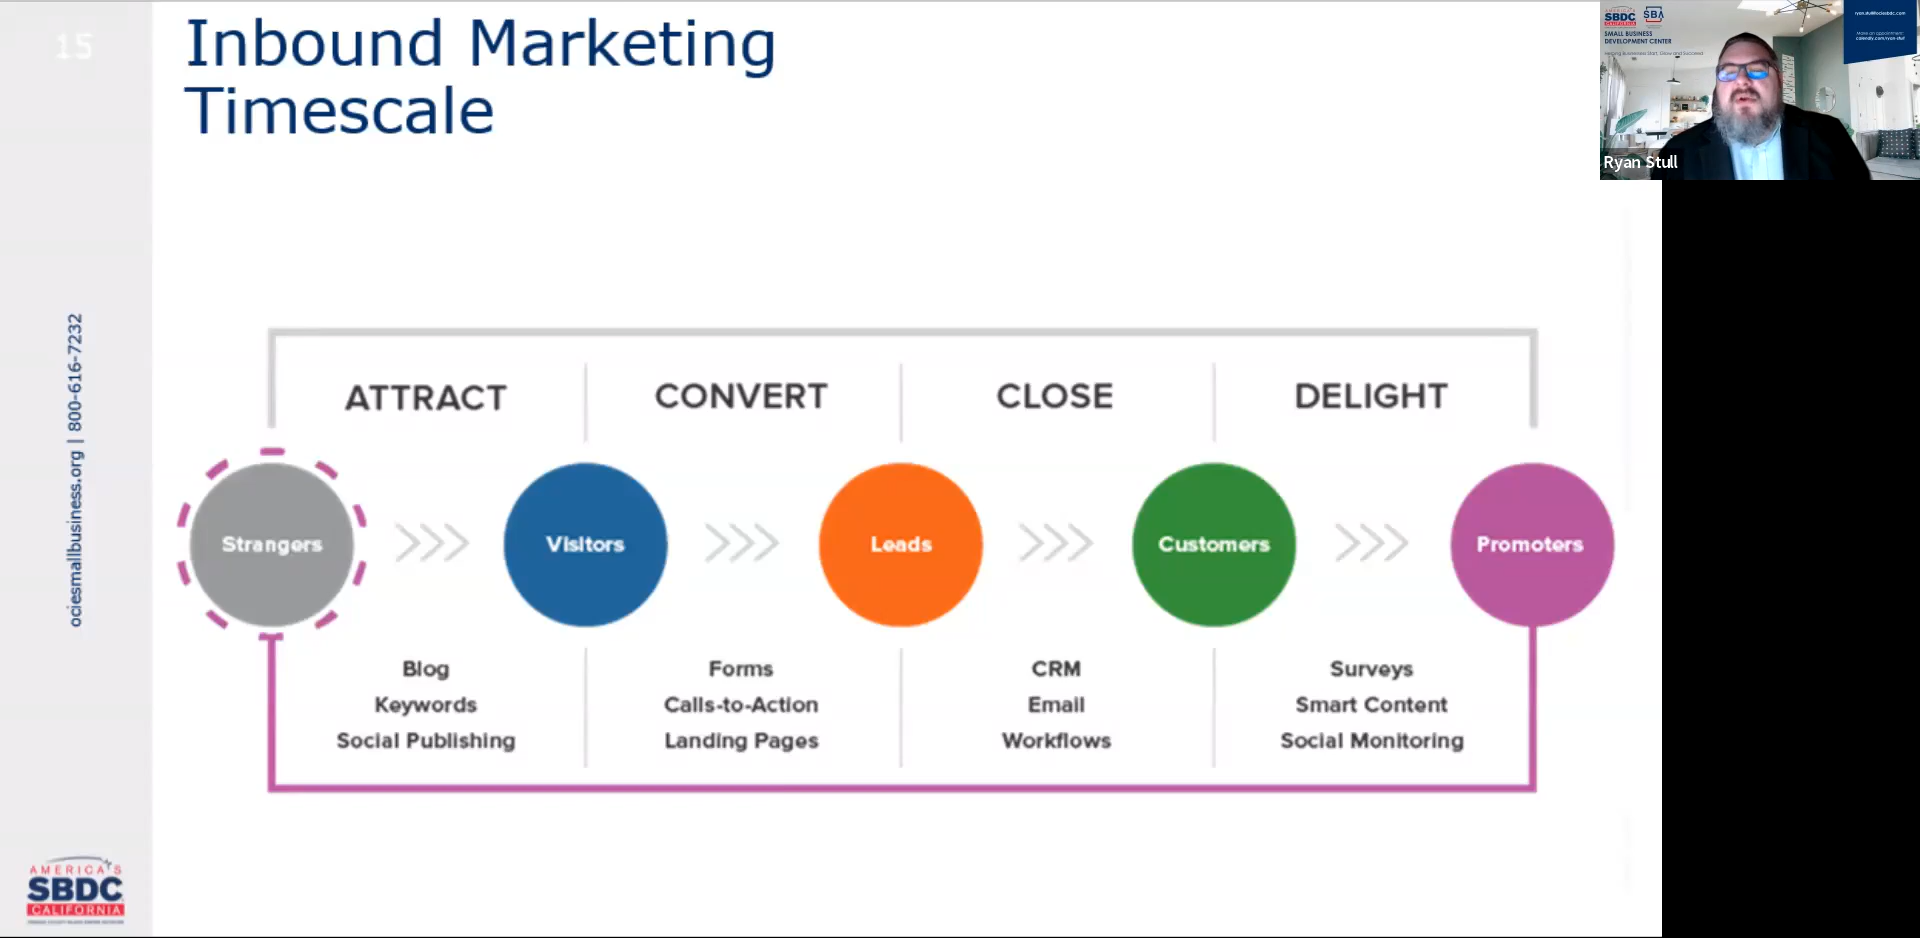 15
Inbound Marketing
Timescale
ociesmallbusiness.org | 800-616-7232
ATTRACT
CONVERT
CLOSE
DELIGHT
Strangers
Visitors
Leads
Customers
Promoters
Blog
Keywords
Social Publishing
Forms
Calls-to-Action
Landing Pages
CRM
Email
Workflows
Surveys
Smart Content
Social Monitoring
AMERICA'S
SBDC
CALIFORNIA
AMERICA'S
SBDC
CALIFORNIA
SBA
SMALL BUSINESS
DEVELOPMENT CENTER
Ryan Stull